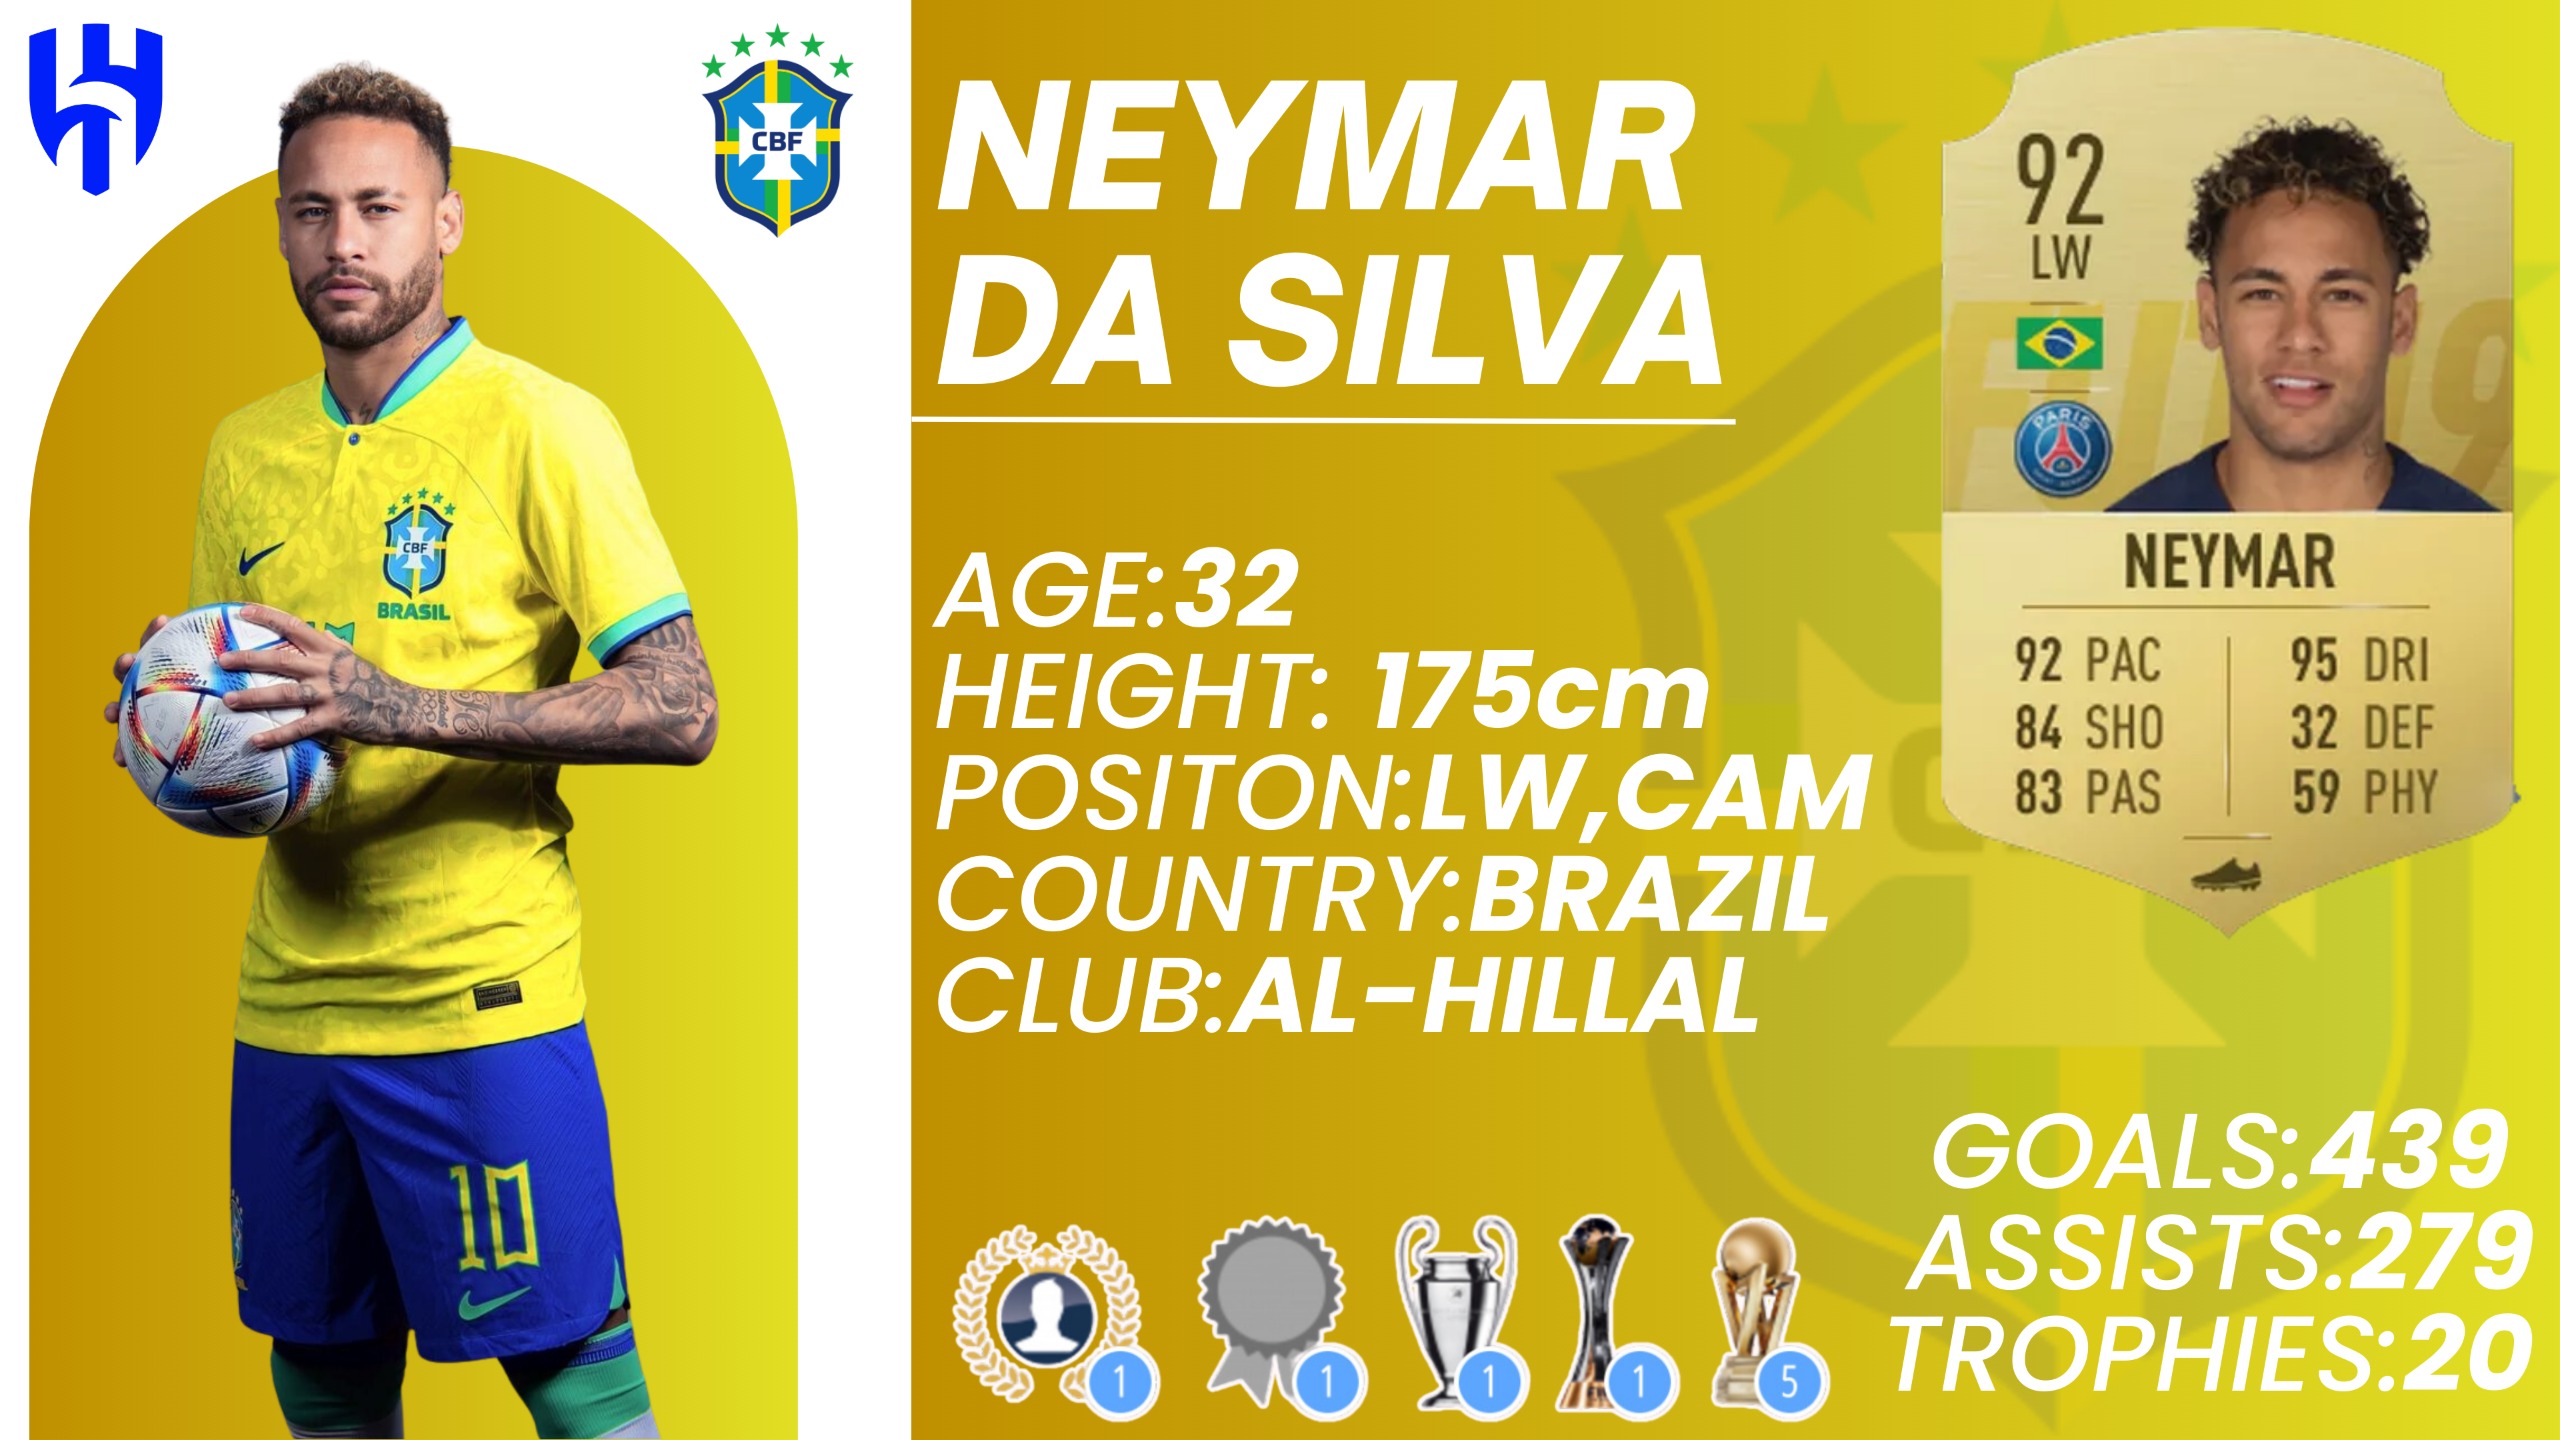 CBF
CBF
BRASIL
10
NEYMAR
DA SILVA
AGE:32
HEIGHT: 175cm
POSITON:LW,CAM
COUNTRY:BRAZIL
CLUB:AL-HILLAL
1
1
1
1
5
92
LW
PARIS
NEYMAR
92 PAC
95 DRI
84 SHO
32 DEF
83 PAS
59 PHY
GOALS:439
ASSISTS:279
TROPHIES:20